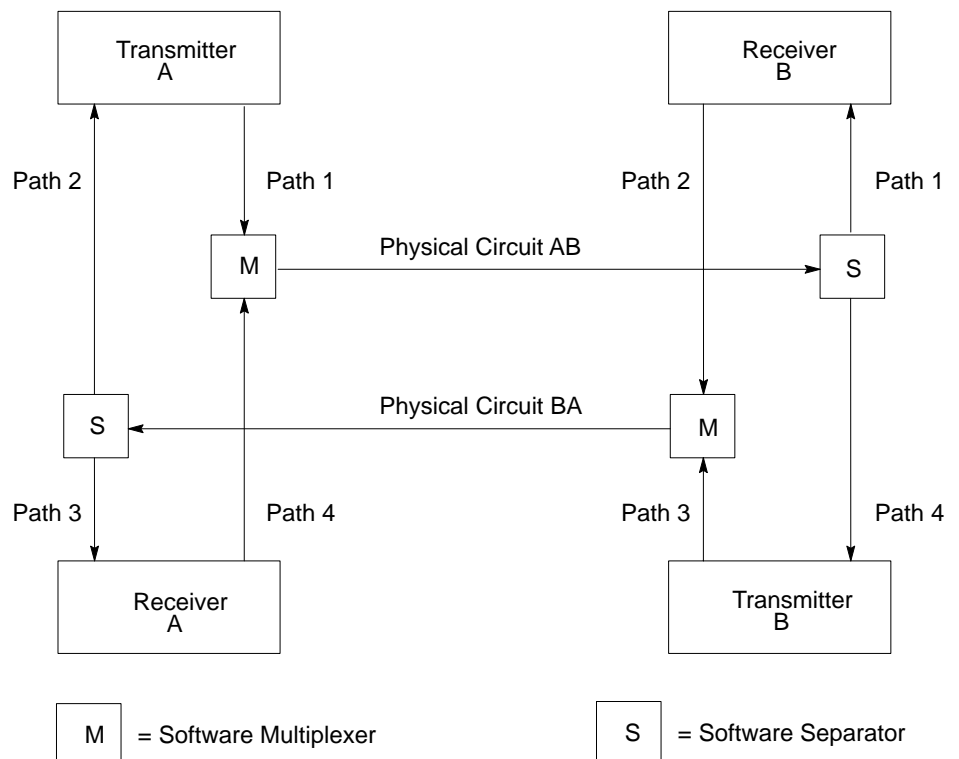 Transmitter
A
Receiver
B
Path 2
Path 1
Path 2
Path 1
M
Physical Circuit AB
S
S
Physical Circuit BA
M
Path 3
Path 4
Path 3
Path 4
Receiver
A
Transmitter
B
M
= Software Multiplexer
S
= Software Separator